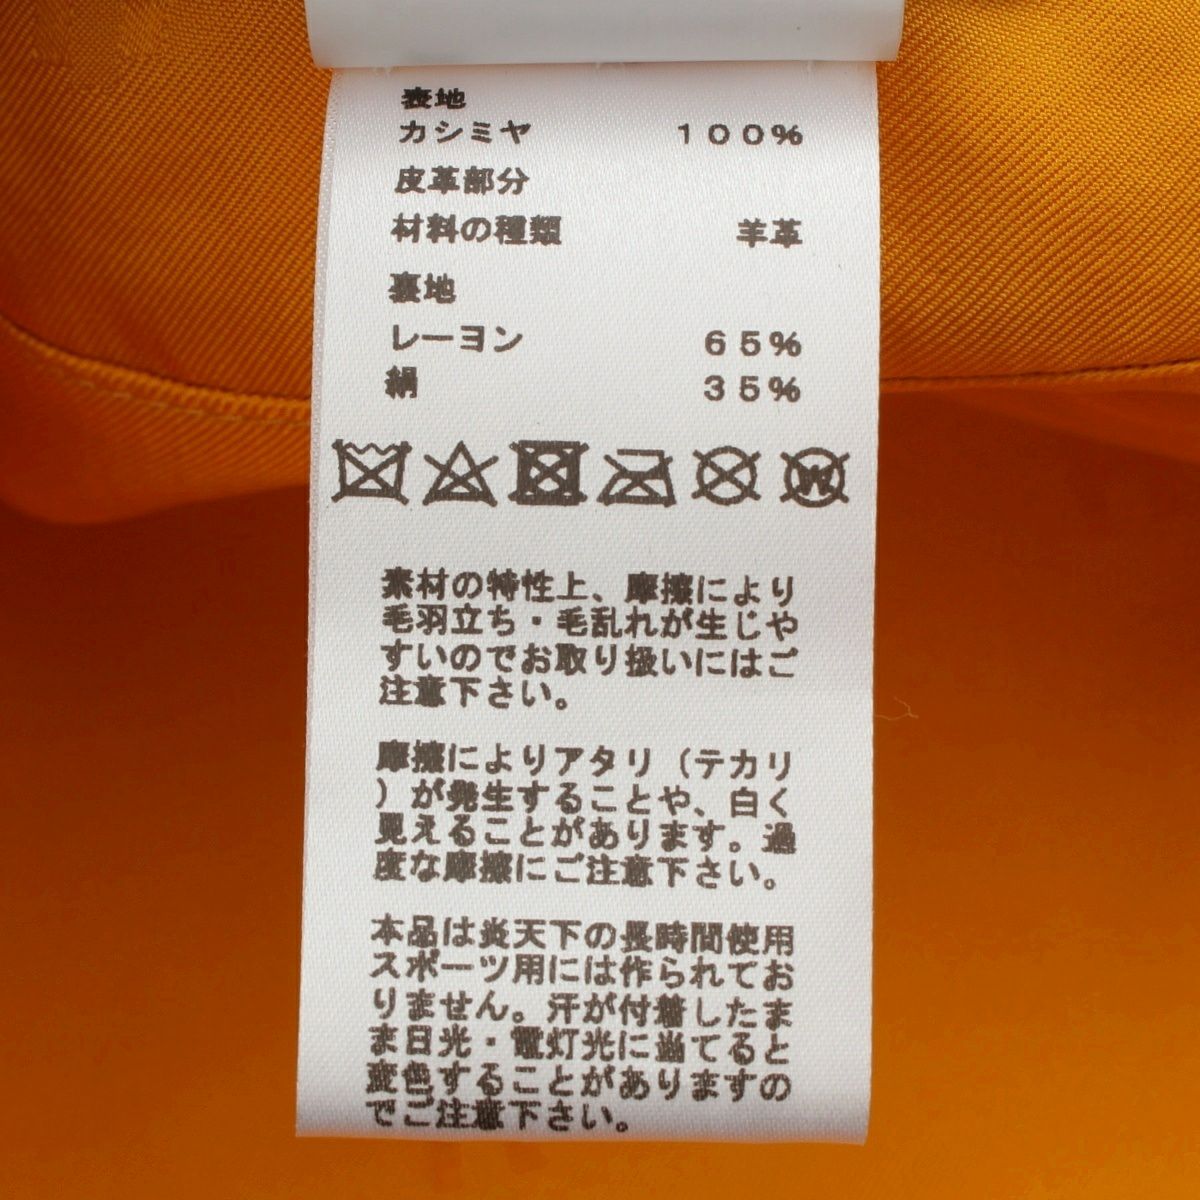 表地
カシミヤ 100%
皮革部分
材料の種類 羊革
裏地
レーヨン 65%
絹 35%
W
素材の特性上、摩擦により
毛羽立ち・毛乱れが生じや
すいのでお取り扱いにはご
注意下さい。
摩擦によりアタリ（テカリ
）が発生することや、白く
見えることがあります。過
度な摩擦にご注意下さい。
本品は炎天下の長時間使用
スポーツ用には作られてお
りません。汗が付着したま
ま日光・電灯光に当てると
変色することがありますの
でご注意下さい。